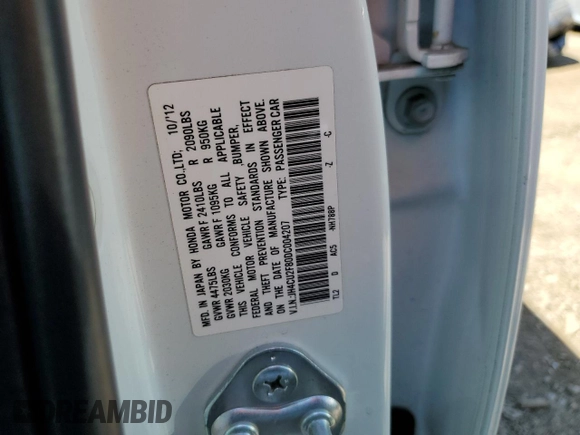 MFD. IN JAPAN BY HONDA MOTOR CO.,LTD; 10/'12
GVWR 4475LBS GAWR F 2410LBS R 2090LBS
GVWR 2030KG GAWR F 1095KG R 950KG
THIS VEHICLE CONFORMS TO ALL APPLICABLE
FEDERAL MOTOR VEHICLE SAFETY ,BUMPER,
AND THEFT PREVENTION STANDARDS IN EFFECT
ON THE DATE OF MANUFACTURE SHOWN ABOVE.
V.I.N.:JH4CU2F80DC004207 TYPE: PASSENGER CAR
TL2 D AC5 -NH788P -Z -C
DREAMBID